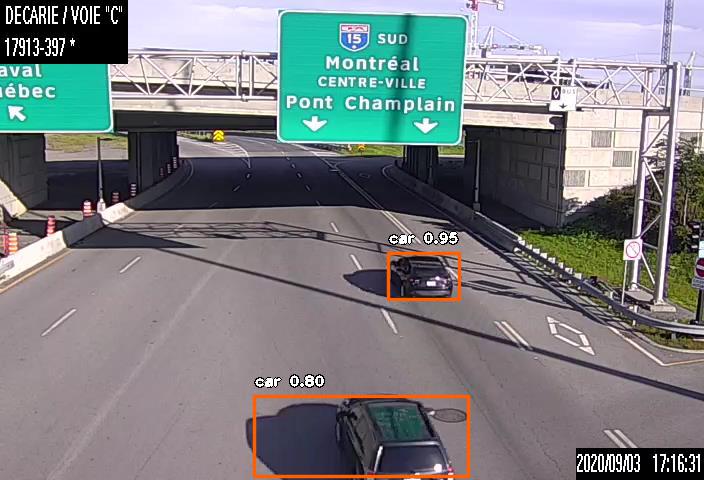 DECARIE / VOIE "C"
17913-397 *
aval
uébec
15 SUD
Montréal
CENTRE-VILLE
Pont Champlain
BUS
car 0.95
car 0.80
2020/09/03 17:16:31